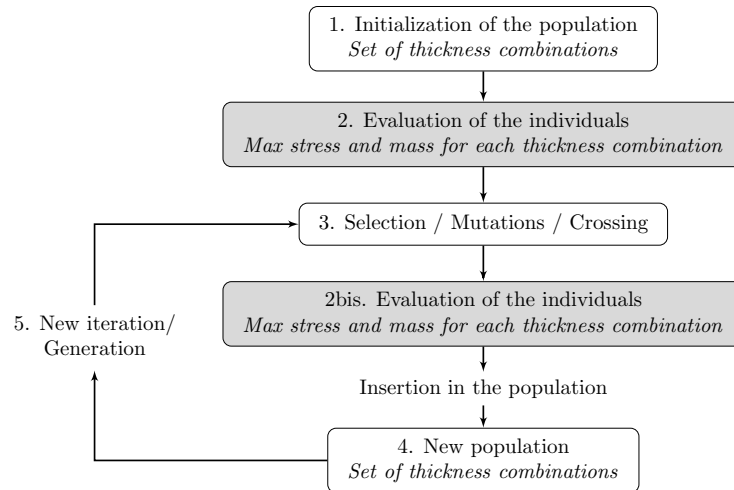 1. Initialization of the population
Set of thickness combinations
2. Evaluation of the individuals
Max stress and mass for each thickness combination
3. Selection / Mutations / Crossing
2bis. Evaluation of the individuals
Max stress and mass for each thickness combination
5. New iteration/
Generation
Insertion in the population
4. New population
Set of thickness combinations